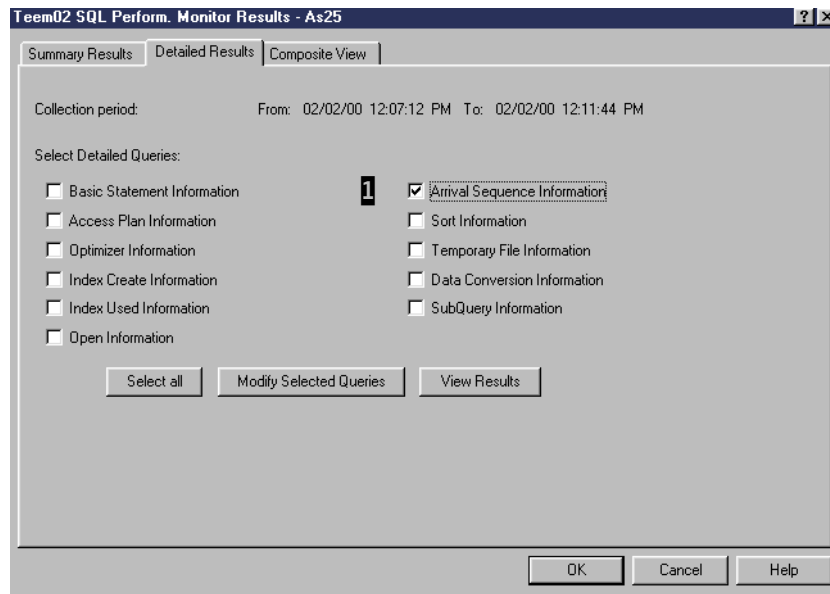 Teem02 SQL Perform. Monitor Results - As25
Summary Results Detailed Results Composite View
Collection period: From: 02/02/00 12:07:12 PM To: 02/02/00 12:11:44 PM
Select Detailed Queries:
Basic Statement Information
Access Plan Information
Optimizer Information
Index Create Information
Index Used Information
Open Information
1
Arrival Sequence Information
Sort Information
Temporary File Information
Data Conversion Information
SubQuery Information
Select all Modify Selected Queries View Results
OK Cancel Help